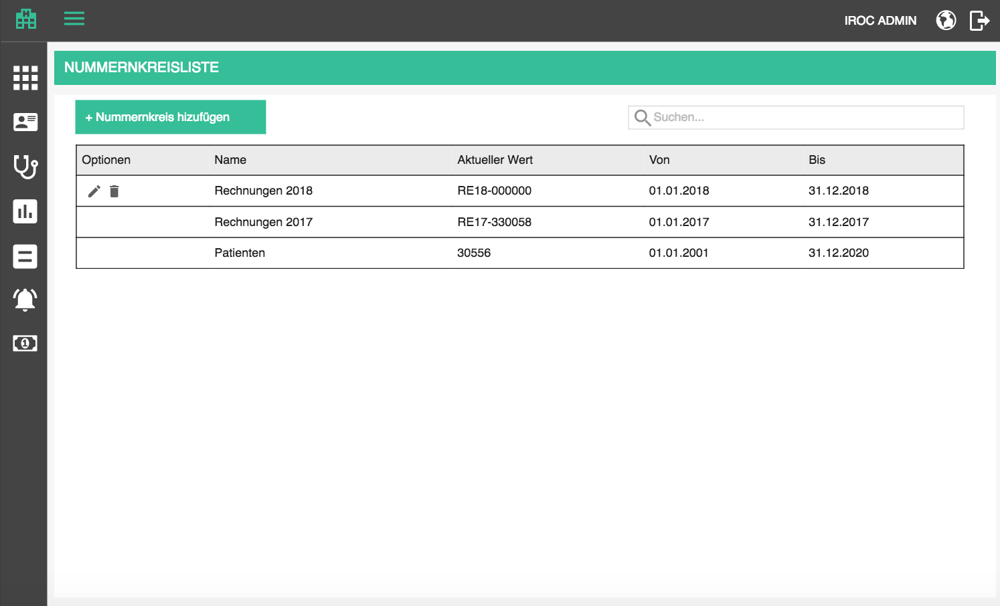 IROC ADMIN
NUMMERNKREISLISTE
+ Nummernkreis hinzufügen
Suchen...
Optionen Name Aktueller Wert Von Bis
Rechnungen 2018 RE18-000000 01.01.2018 31.12.2018
Rechnungen 2017 RE17-330058 01.01.2017 31.12.2017
Patienten 30556 01.01.2001 31.12.2020